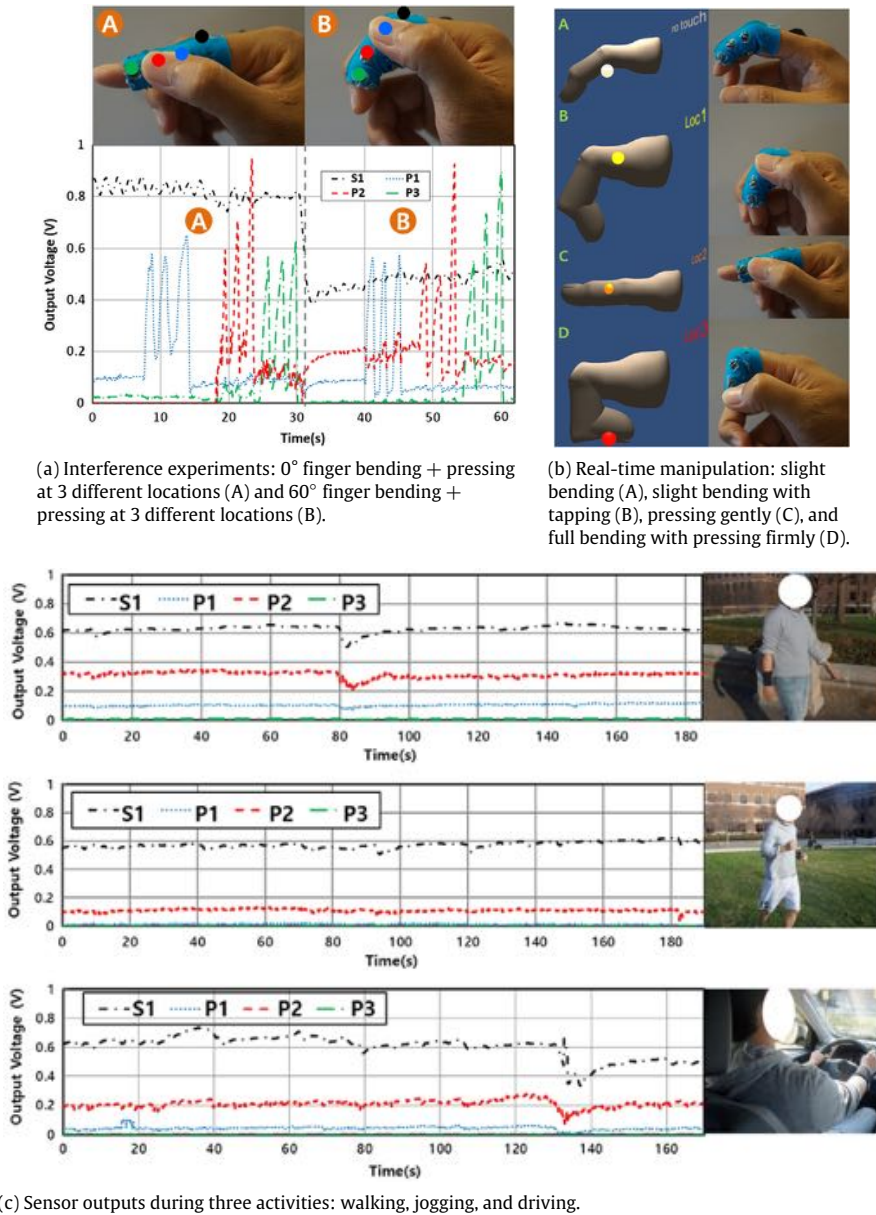 A
B
1
0.8
0.6
0.4
0.2
0
Output Voltage (V)
S1 P1
P2 P3
A
B
0 10 20 30 40 50 60
Time(s)
(a) Interference experiments: 0° finger bending + pressing
at 3 different locations (A) and 60° finger bending +
pressing at 3 different locations (B).
A
no touch
B
Loc1
C
Loc2
D
(b) Real-time manipulation: slight
bending (A), slight bending with
tapping (B), pressing gently (C), and
full bending with pressing firmly (D).
1
0.8
0.6
0.4
0.2
0
Output Voltage (V)
S1 P1 P2 P3
0 20 40 60 80 100 120 140 160 180
Time(s)
1
0.8
0.6
0.4
0.2
0
Output Voltage (V)
S1 P1 P2 P3
0 20 40 60 80 100 120 140 160 180
Time(s)
1
0.8
0.6
0.4
0.2
0
Output Voltage (V)
S1 P1 P2 P3
0 20 40 60 80 100 120 140 160
Time(s)
(c) Sensor outputs during three activities: walking, jogging, and driving.